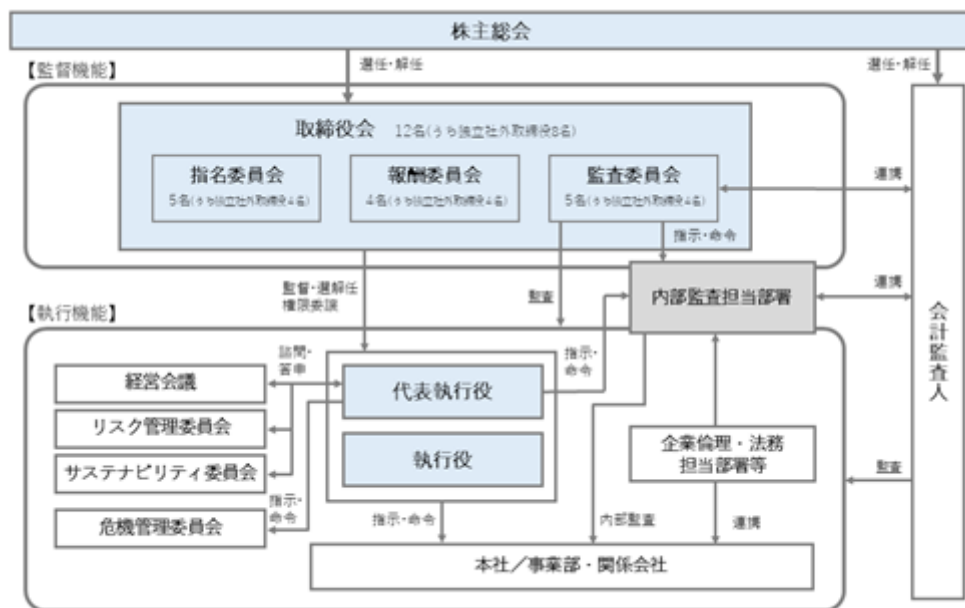 株主総会
選任・解任
選任・解任
【監督機能】
取締役会 12名(うち独立社外取締役8名)
指名委員会
5名(うち独立社外取締役4名)
報酬委員会
4名(うち独立社外取締役4名)
監査委員会
5名(うち独立社外取締役4名)
連携
指示・命令
監督・選解任
権限委譲
監査
内部監査担当部署
連携
会計監査人
【執行機能】
諮問・
答申
指示・
命令
経営会議
リスク管理委員会
サステナビリティ委員会
危機管理委員会
代表執行役
執行役
企業倫理・法務
担当部署等
監査
指示・
命令
指示・命令
内部監査
連携
本社／事業部・関係会社